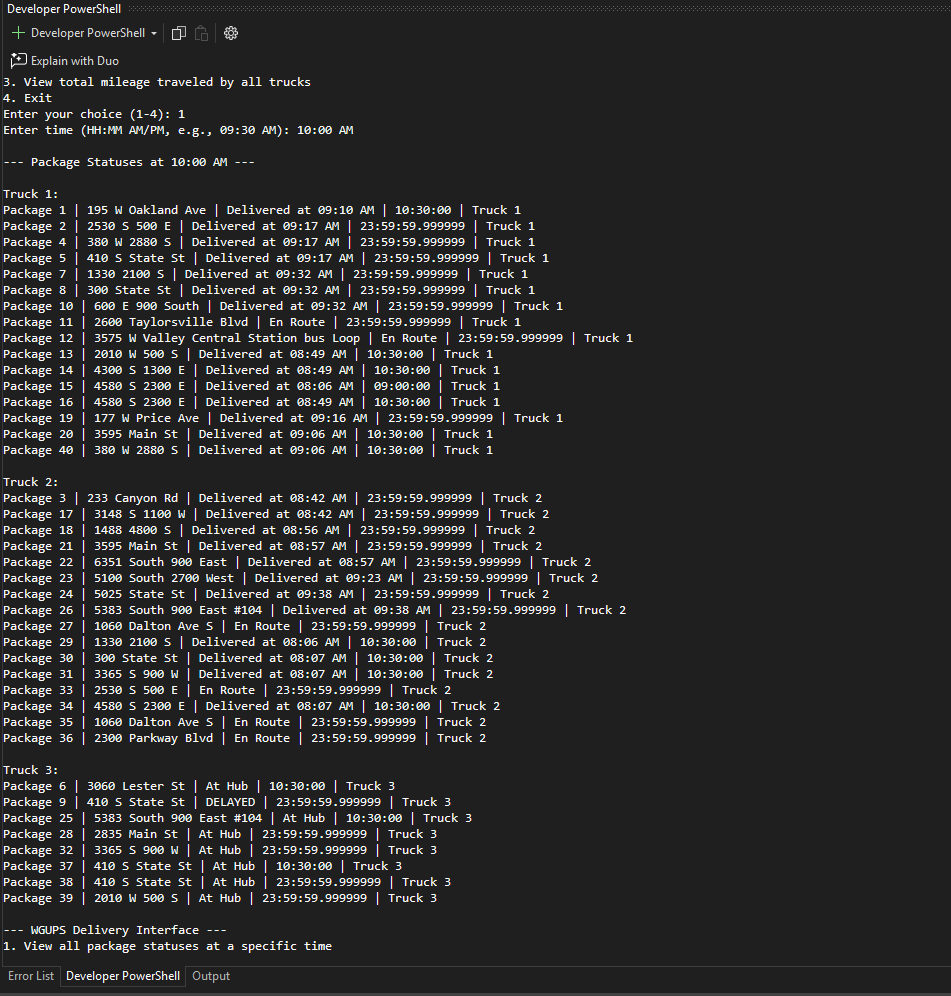 Developer PowerShell
Developer PowerShell
Explain with Duo
3. View total mileage traveled by all trucks
4. Exit
Enter your choice (1-4): 1
Enter time (HH:MM AM/PM, e.g., 09:30 AM): 10:00 AM
--- Package Statuses at 10:00 AM ---
Truck 1:
Package 1 | 195 W Oakland Ave | Delivered at 09:10 AM | 10:30:00 | Truck 1
Package 2 | 2530 S 500 E | Delivered at 09:17 AM | 23:59:59.999999 | Truck 1
Package 4 | 380 W 2880 S | Delivered at 09:17 AM | 23:59:59.999999 | Truck 1
Package 5 | 410 S State St | Delivered at 09:17 AM | 23:59:59.999999 | Truck 1
Package 7 | 1330 2100 S | Delivered at 09:32 AM | 23:59:59.999999 | Truck 1
Package 8 | 300 State St | Delivered at 09:32 AM | 23:59:59.999999 | Truck 1
Package 10 | 600 E 900 South | Delivered at 09:32 AM | 23:59:59.999999 | Truck 1
Package 11 | 2600 Taylorsville Blvd | En Route | 23:59:59.999999 | Truck 1
Package 12 | 3575 W Valley Central Station bus Loop | En Route | 23:59:59.999999 | Truck 1
Package 13 | 2010 W 500 S | Delivered at 08:49 AM | 10:30:00 | Truck 1
Package 14 | 4300 S 1300 E | Delivered at 08:49 AM | 10:30:00 | Truck 1
Package 15 | 4580 S 2300 E | Delivered at 08:06 AM | 09:00:00 | Truck 1
Package 16 | 4580 S 2300 E | Delivered at 08:49 AM | 10:30:00 | Truck 1
Package 19 | 177 W Price Ave | Delivered at 09:16 AM | 23:59:59.999999 | Truck 1
Package 20 | 3595 Main St | Delivered at 09:06 AM | 10:30:00 | Truck 1
Package 40 | 380 W 2880 S | Delivered at 09:06 AM | 10:30:00 | Truck 1
Truck 2:
Package 3 | 233 Canyon Rd | Delivered at 08:42 AM | 23:59:59.999999 | Truck 2
Package 17 | 3148 S 1100 W | Delivered at 08:42 AM | 23:59:59.999999 | Truck 2
Package 18 | 1488 4800 S | Delivered at 08:56 AM | 23:59:59.999999 | Truck 2
Package 21 | 3595 Main St | Delivered at 08:57 AM | 23:59:59.999999 | Truck 2
Package 22 | 6351 South 900 East | Delivered at 08:57 AM | 23:59:59.999999 | Truck 2
Package 23 | 5100 South 2700 West | Delivered at 09:23 AM | 23:59:59.999999 | Truck 2
Package 24 | 5025 State St | Delivered at 09:38 AM | 23:59:59.999999 | Truck 2
Package 26 | 5383 South 900 East #104 | Delivered at 09:38 AM | 23:59:59.999999 | Truck 2
Package 27 | 1060 Dalton Ave S | En Route | 23:59:59.999999 | Truck 2
Package 29 | 1330 2100 S | Delivered at 08:06 AM | 10:30:00 | Truck 2
Package 30 | 300 State St | Delivered at 08:07 AM | 10:30:00 | Truck 2
Package 31 | 3365 S 900 W | Delivered at 08:07 AM | 10:30:00 | Truck 2
Package 33 | 2530 S 500 E | En Route | 23:59:59.999999 | Truck 2
Package 34 | 4580 S 2300 E | Delivered at 08:07 AM | 10:30:00 | Truck 2
Package 35 | 1060 Dalton Ave S | En Route | 23:59:59.999999 | Truck 2
Package 36 | 2300 Parkway Blvd | En Route | 23:59:59.999999 | Truck 2
Truck 3:
Package 6 | 3060 Lester St | At Hub | 10:30:00 | Truck 3
Package 9 | 410 S State St | DELAYED | 23:59:59.999999 | Truck 3
Package 25 | 5383 South 900 East #104 | At Hub | 10:30:00 | Truck 3
Package 28 | 2835 Main St | At Hub | 23:59:59.999999 | Truck 3
Package 32 | 3365 S 900 W | At Hub | 23:59:59.999999 | Truck 3
Package 37 | 410 S State St | At Hub | 10:30:00 | Truck 3
Package 38 | 410 S State St | At Hub | 23:59:59.999999 | Truck 3
Package 39 | 2010 W 500 S | At Hub | 23:59:59.999999 | Truck 3
--- WGUPS Delivery Interface ---
1. View all package statuses at a specific time
Error List Developer PowerShell Output